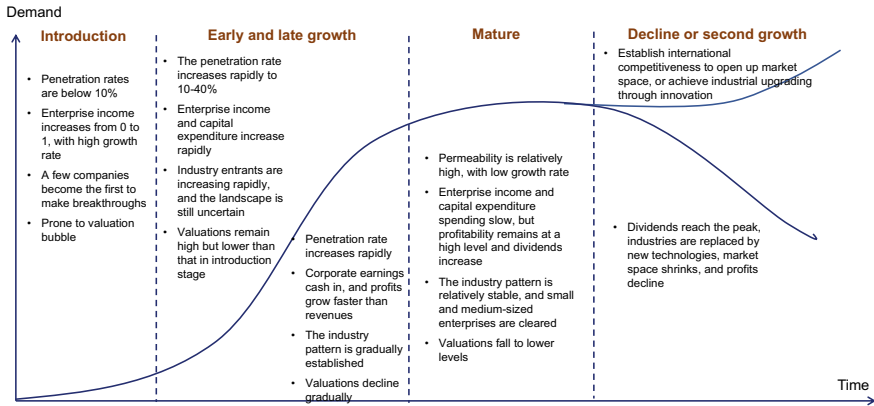 Demand
Introduction
• Penetration rates
are below 10%
• Enterprise income
increases from 0 to
1, with high growth
rate
• A few companies
become the first to
make breakthroughs
• Prone to valuation
bubble
Early and late growth
• The penetration rate
increases rapidly to
10-40%
• Enterprise income
and capital
expenditure increase
rapidly
• Industry entrants are
increasing rapidly,
and the landscape is
still uncertain
• Valuations remain
high but lower than
that in introduction
stage
• Penetration rate
increases rapidly
• Corporate earnings
cash in, and profits
grow faster than
revenues
• The industry
pattern is gradually
established
• Valuations decline
gradually
Mature
• Permeability is relatively
high, with low growth rate
• Enterprise income and
capital expenditure
spending slow, but
profitability remains at a
high level and dividends
increase
• The industry pattern is
relatively stable, and small
and medium-sized
enterprises are cleared
• Valuations fall to lower
levels
Decline or second growth
• Establish international
competitiveness to open up market
space, or achieve industrial upgrading
through innovation
• Dividends reach the peak,
industries are replaced by
new technologies, market
space shrinks, and profits
decline
Time